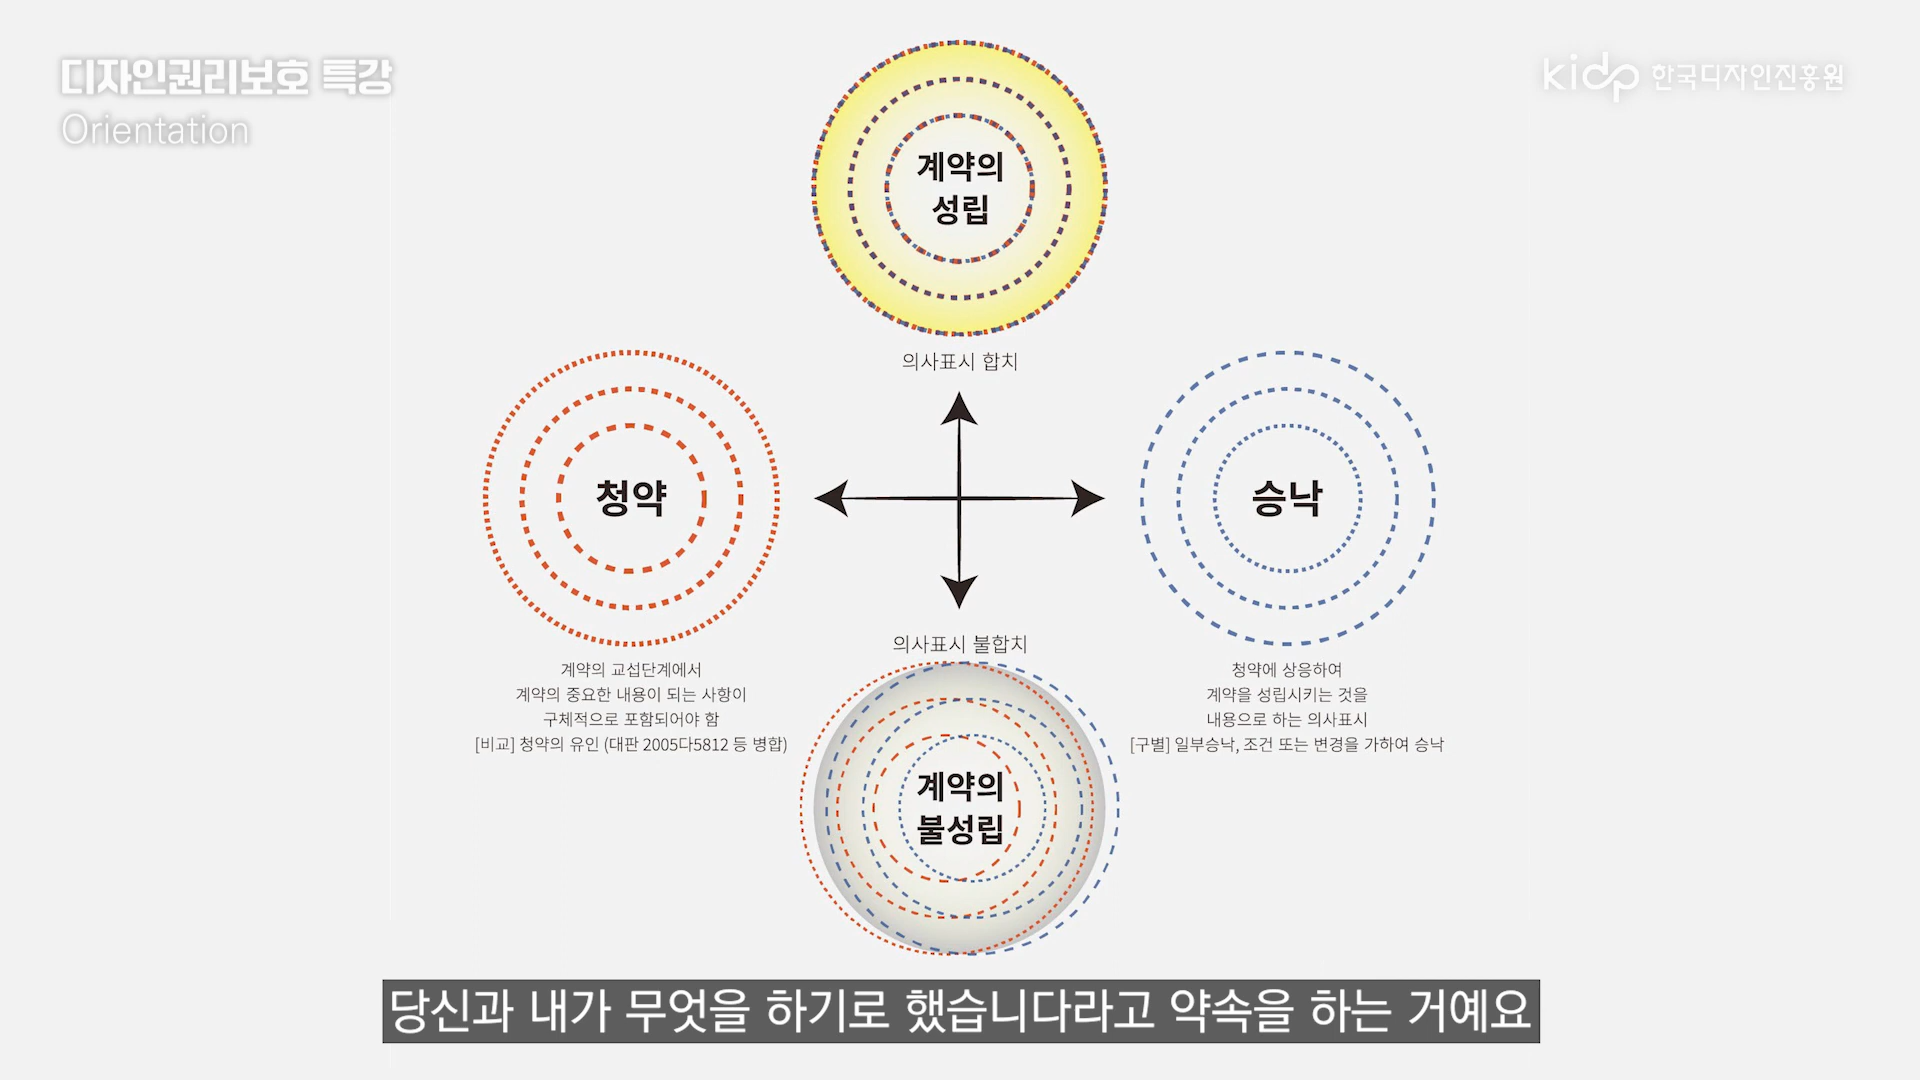 디자인권리보호 특강
Orientation
kidp 한국디자인진흥원
계약의
성립
의사표시 합치
청약
승낙
의사표시 불합치
계약의 교섭단계에서
계약의 중요한 내용이 되는 사항이
구체적으로 포함되어야 함
[비교] 청약의 유인 (대판 2005다5812 등 병합)
청약에 상응하여
계약을 성립시키는 것을
내용으로 하는 의사표시
[구별] 일부승낙, 조건 또는 변경을 가하여 승낙
계약의
불성립
당신과 내가 무엇을 하기로 했습니다라고 약속을 하는 거예요